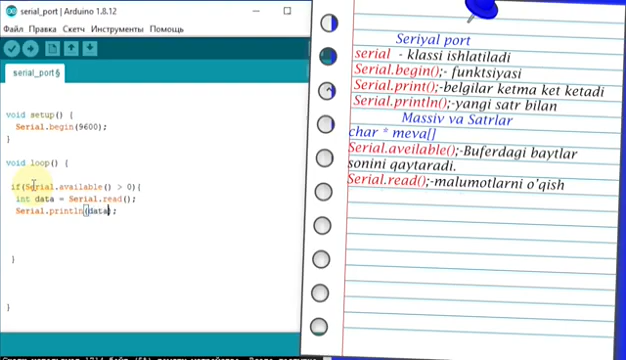 serial_port | Arduino 1.8.12
Файл Правка Скетч Инструменты Помощь
serial_port §
void setup() {
Serial.begin(9600);
}
void loop() {
if(Serial.available() > 0){
int data = Serial.read();
Serial.println(data);
}
}
Seriyal port
serial - klassi ishlatiladi
Serial.begin();- funktsiyasi
Serial.print();-belgilar ketma ket ketadi
Serial.println();-yangi satr bilan
Massiv va Satrlar
char * meva[]
Serial.aveilable();-Buferdagi baytlar
sonini qaytaradi.
Serial.read();-malumotlarni o'qish